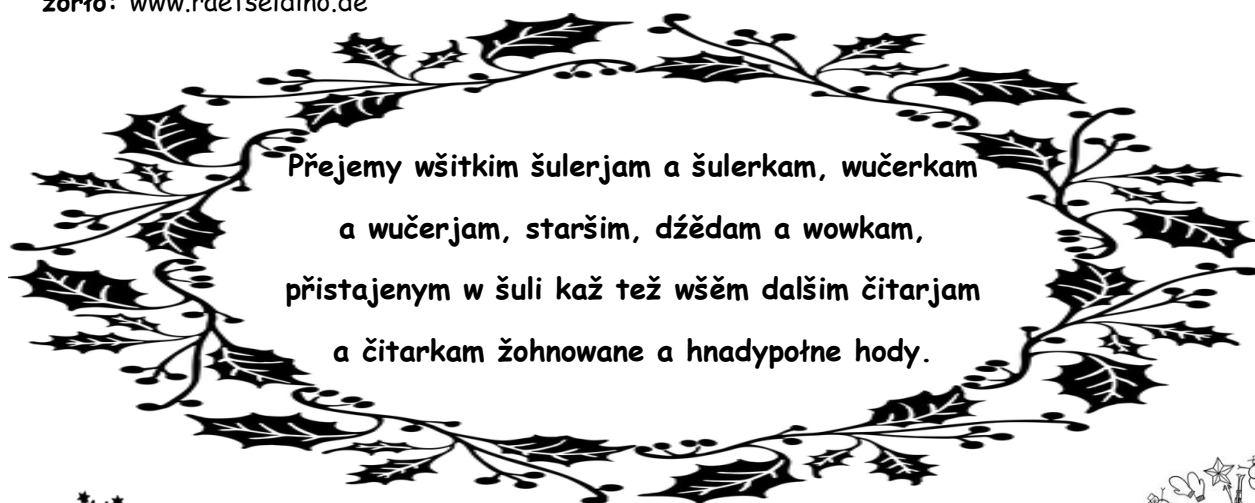 žórło: www.raetseldino.de
Přejemy wšitkim šulerjam a šulerkam, wučerkam
a wučerjam, staršim, dźědam a wowkam,
přistajenym w šuli kaž tež wšěm dalšim čitarjam
a čitarkam žohnowane a hnadypołne hody.